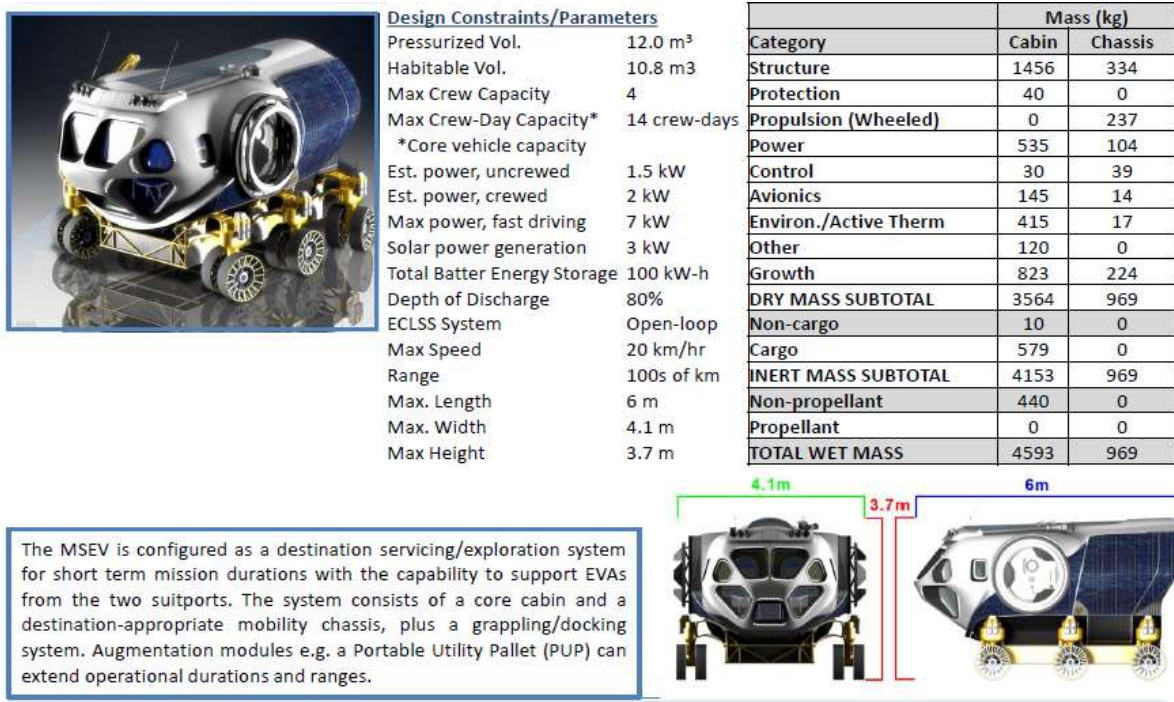 Design Constraints/Parameters
Pressurized Vol. 12.0 m³
Habitable Vol. 10.8 m3
Max Crew Capacity 4
Max Crew-Day Capacity* 14 crew-days
*Core vehicle capacity
Est. power, uncrewed 1.5 kW
Est. power, crewed 2 kW
Max power, fast driving 7 kW
Solar power generation 3 kW
Total Batter Energy Storage 100 kW-h
Depth of Discharge 80%
ECLSS System Open-loop
Max Speed 20 km/hr
Range 100s of km
Max. Length 6 m
Max. Width 4.1 m
Max Height 3.7 m
Mass (kg)
Category Cabin Chassis
Structure 1456 334
Protection 40 0
Propulsion (Wheeled) 0 237
Power 535 104
Control 30 39
Avionics 145 14
Environ./Active Therm 415 17
Other 120 0
Growth 823 224
DRY MASS SUBTOTAL 3564 969
Non-cargo 10 0
Cargo 579 0
INERT MASS SUBTOTAL 4153 969
Non-propellant 440 0
Propellant 0 0
TOTAL WET MASS 4593 969
4.1m
3.7m
6m
The MSEV is configured as a destination servicing/exploration system
for short term mission durations with the capability to support EVAs
from the two suitports. The system consists of a core cabin and a
destination-appropriate mobility chassis, plus a grappling/docking
system. Augmentation modules e.g. a Portable Utility Pallet (PUP) can
extend operational durations and ranges.